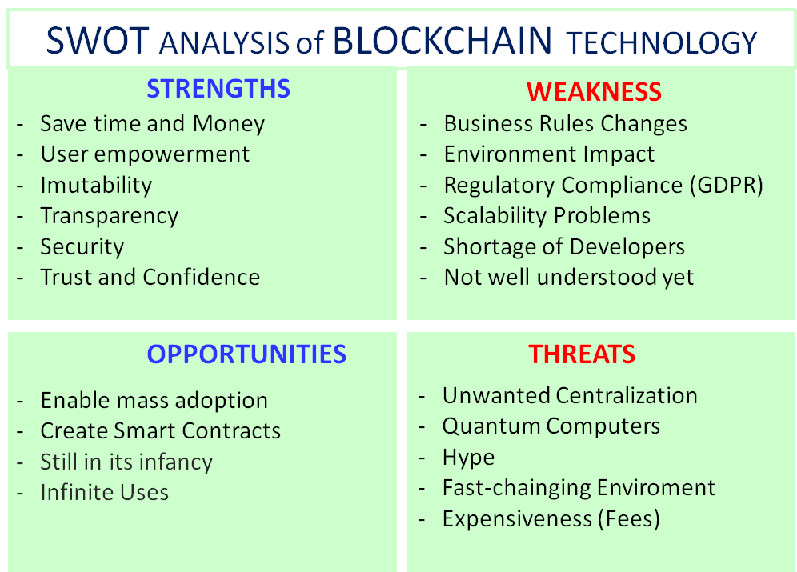 SWOT ANALYSIS of BLOCKCHAIN TECHNOLOGY
STRENGTHS
- Save time and Money
- User empowerment
- Imutability
- Transparency
- Security
- Trust and Confidence
WEAKNESS
- Business Rules Changes
- Environment Impact
- Regulatory Compliance (GDPR)
- Scalability Problems
- Shortage of Developers
- Not well understood yet
OPPORTUNITIES
- Enable mass adoption
- Create Smart Contracts
- Still in its infancy
- Infinite Uses
THREATS
- Unwanted Centralization
- Quantum Computers
- Hype
- Fast-chainging Enviroment
- Expensiveness (Fees)